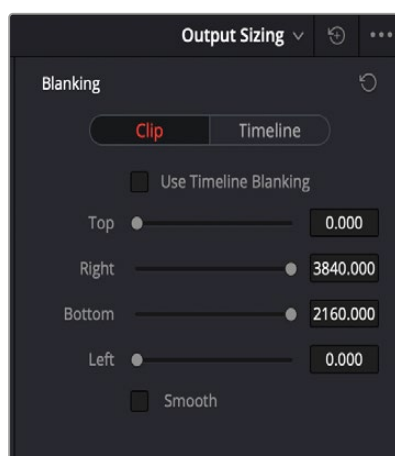 Output Sizing
Blanking
Clip Timeline
Use Timeline Blanking
Top 0.000
Right 3840.000
Bottom 2160.000
Left 0.000
Smooth